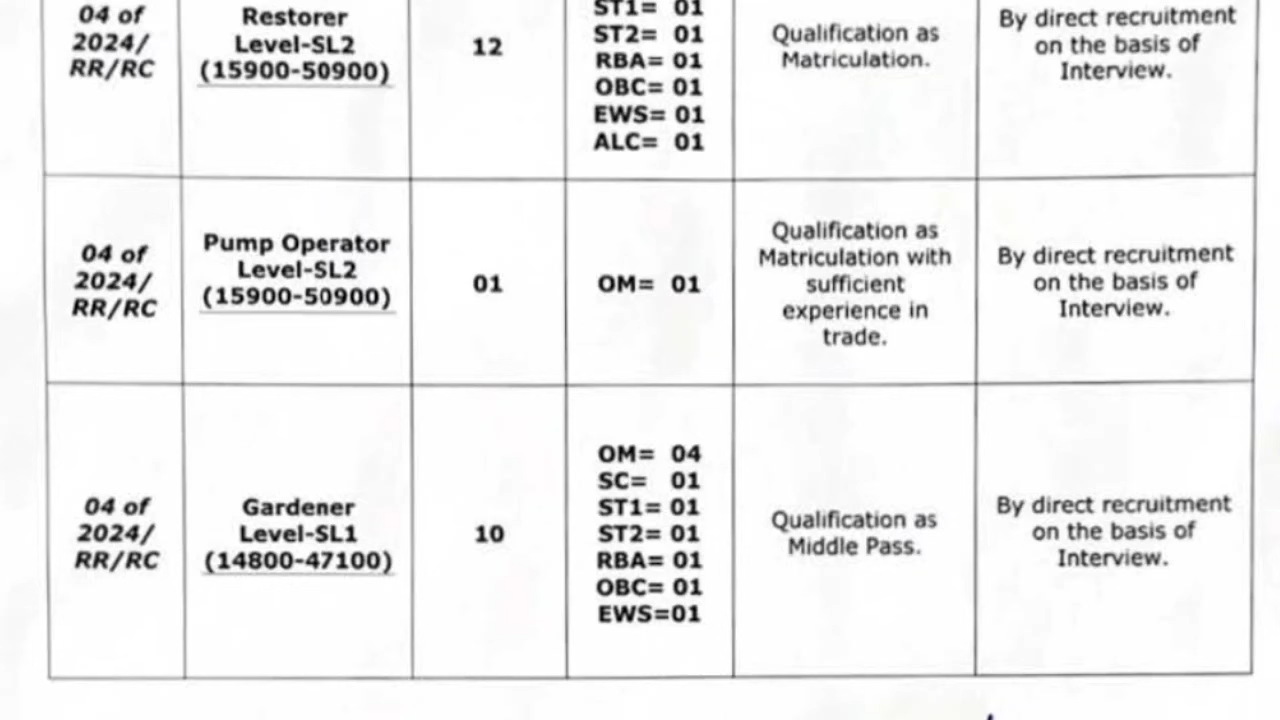 04 of
2024/
RR/RC
Restorer
Level-SL2
(15900-50900)
12
ST1= 01
ST2= 01
RBA= 01
OBC= 01
EWS= 01
ALC= 01
Qualification as
Matriculation.
By direct recruitment
on the basis of
Interview.
04 of
2024/
RR/RC
Pump Operator
Level-SL2
(15900-50900)
01
OM= 01
Qualification as
Matriculation with
sufficient
experience in
trade.
By direct recruitment
on the basis of
Interview.
04 of
2024/
RR/RC
Gardener
Level-SL1
(14800-47100)
10
OM= 04
SC= 01
ST1= 01
ST2= 01
RBA= 01
OBC= 01
EWS=01
Qualification as
Middle Pass.
By direct recruitment
on the basis of
Interview.